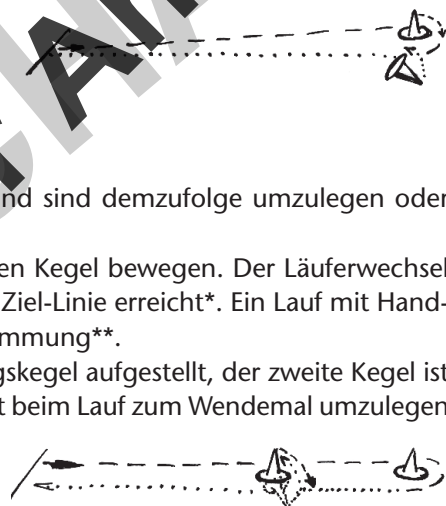 nd sind demzufolge umzulegen oder
en Kegel bewegen. Der Läuferwechsel
Ziel-Linie erreicht*. Ein Lauf mit Hand-
ammung**.
gskegel aufgestellt, der zweite Kegel ist
t beim Lauf zum Wendemal umzulegen